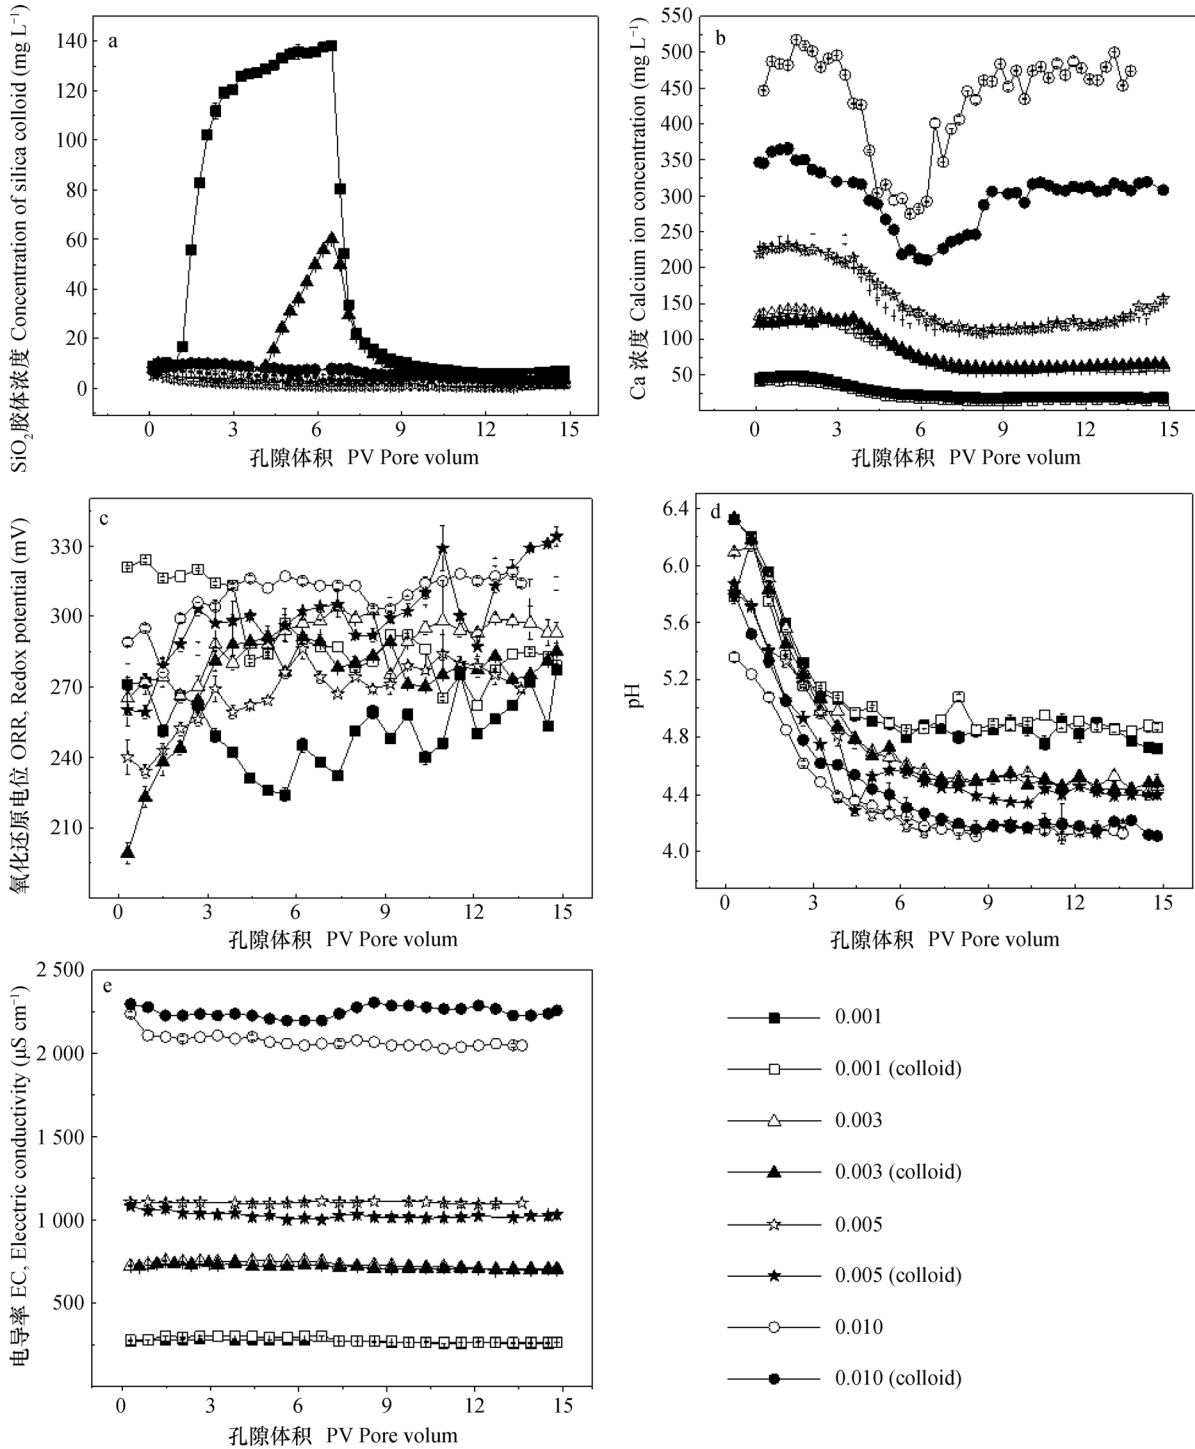 SiO2胶体浓度 Concentration of silica colloid (mg L−1)
a
140
120
100
80
60
40
20
0
0 3 6 9 12 15
孔隙体积 PV Pore volum
Ca 浓度 Calcium ion concentration (mg L−1)
b
550
500
450
400
350
300
250
200
150
100
50
0 3 6 9 12 15
孔隙体积 PV Pore volum
氧化还原电位 ORR, Redox potential (mV)
c
330
300
270
240
210
0 3 6 9 12 15
孔隙体积 PV Pore volum
pH
d
6.4
6.0
5.6
5.2
4.8
4.4
4.0
0 3 6 9 12 15
孔隙体积 PV Pore volum
电导率 EC, Elecctric conductivity (μS cm−1)
e
2 500
2 000
1 500
1 000
500
0 3 6 9 12 15
孔隙体积 PV Pore volum
0.001
0.001 (colloid)
0.003
0.003 (colloid)
0.005
0.005 (colloid)
0.010
0.010 (colloid)